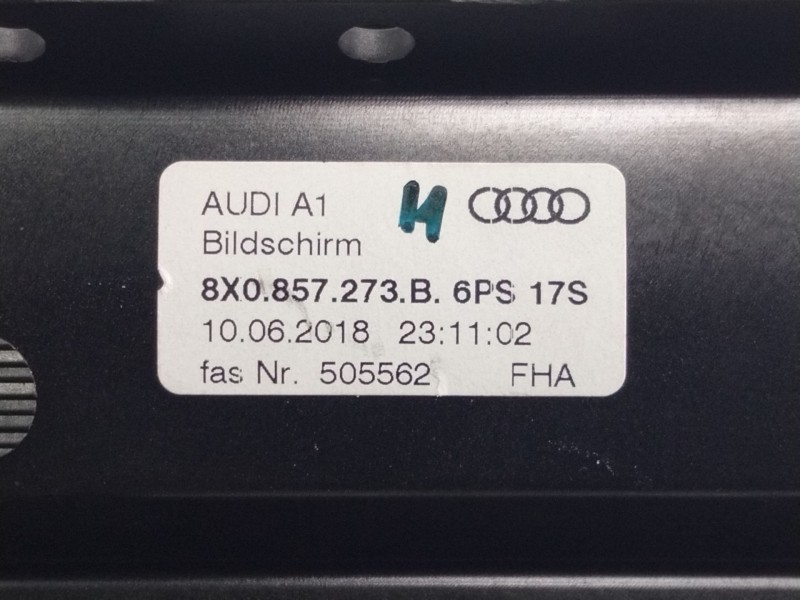 AUDI A1
Bildschirm
8X0.857.273.B. 6PS 17S
10.06.2018 23:11:02
fas Nr. 505562 FHA